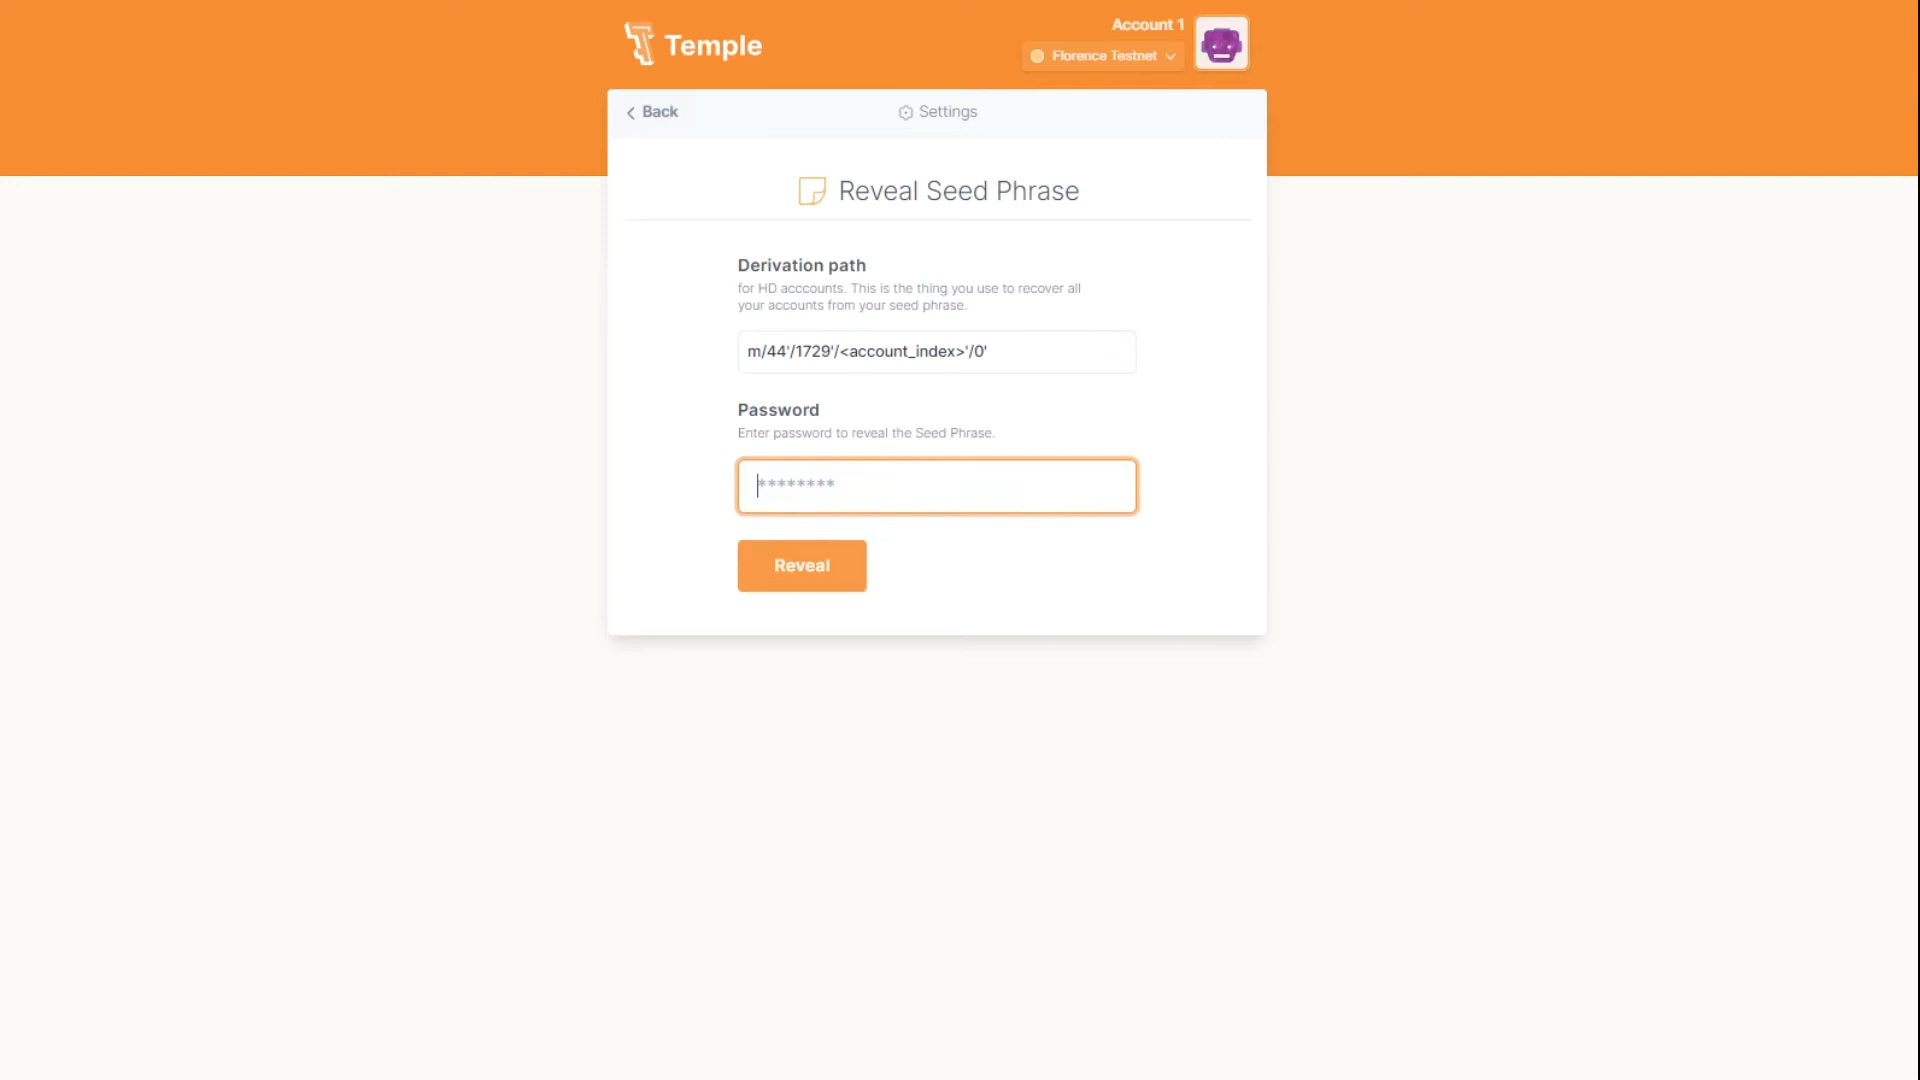 Temple
Account 1
Florence Testnet
Back
Settings
Reveal Seed Phrase
Derivation path
for HD acccounts. This is the thing you use to recover all
your accounts from your seed phrase.
m/44'/1729'/<account_index>'/0'
Password
Enter password to reveal the Seed Phrase.
********
Reveal